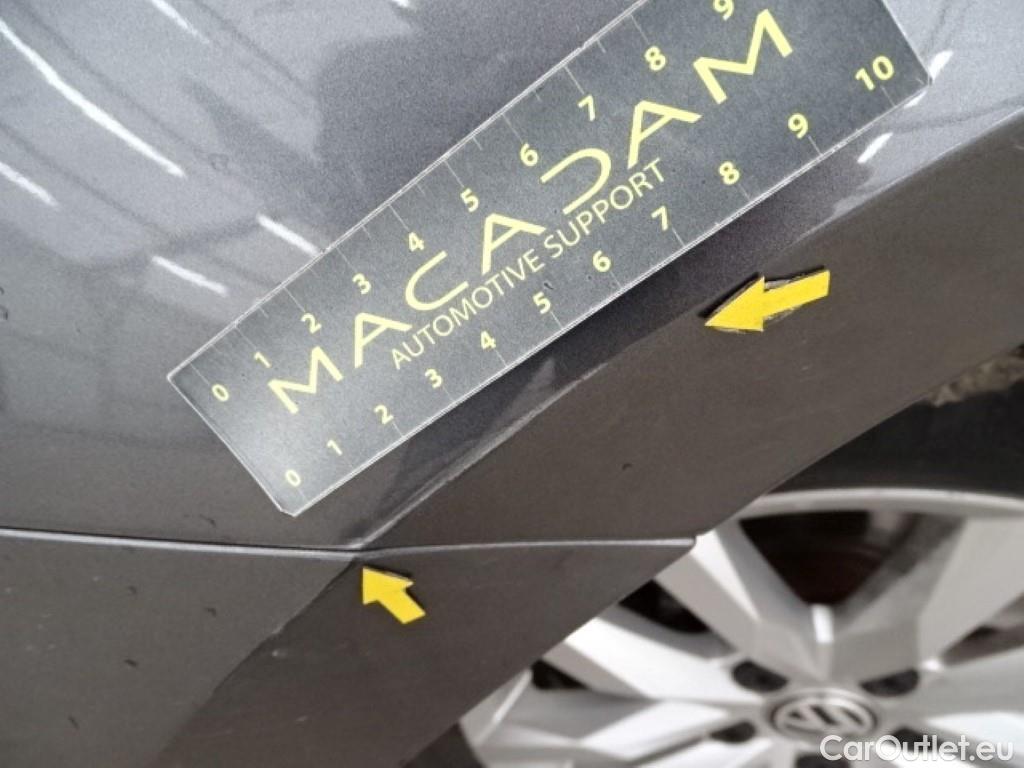 0 1 2 3 4 5 6 7 8 9
MACADAM
AUTOMOTIVE SUPPORT
0 1 2 3 4 5 6 7 8 9 10
CarOutlet.eu